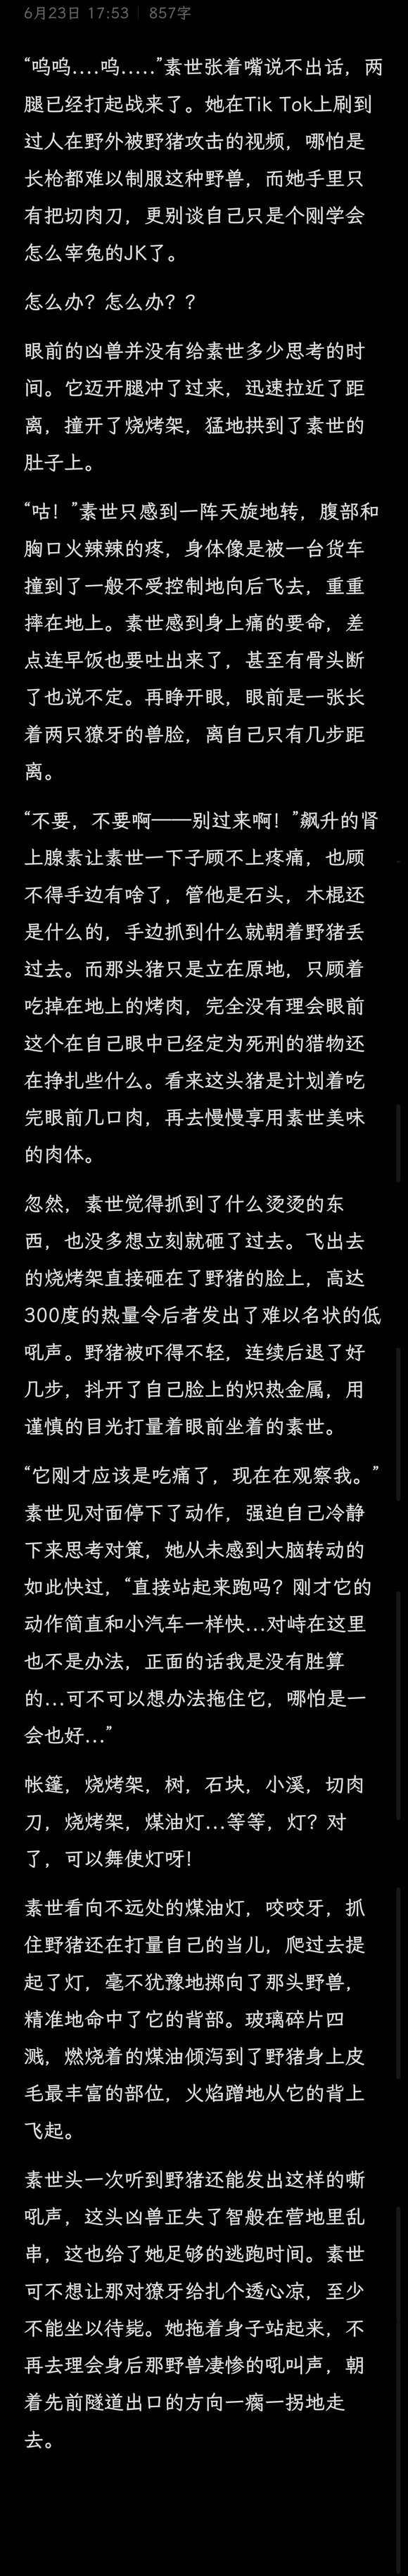 6月23日 17:53 | 857字
“呜呜....呜.....”素世张着嘴说不出话，两
腿已经打起战来了。她在Tik Tok上刷到
过人在野外被野猪攻击的视频，哪怕是
长枪都难以制服这种野兽，而她手里只
有把切肉刀，更别谈自己只是个刚学会
怎么宰兔的JK了。
怎么办？怎么办？？
眼前的凶兽并没有给素世多少思考的时
间。它迈开腿冲了过来，迅速拉近了距
离，撞开了烧烤架，猛地拱到了素世的
肚子上。
“咕！”素世只感到一阵天旋地转，腹部和
胸口火辣辣的疼，身体像是被一台货车
撞到了一般不受控制地向后飞去，重重
摔在地上。素世感到身上痛的要命，差
点连早饭也要吐出来了，甚至有骨头断
了也说不定。再睁开眼，眼前是一张长
着两只獠牙的兽脸，离自己只有几步距
离。
“不要，不要啊——别过来啊！”飙升的肾
上腺素让素世一下子顾不上疼痛，也顾
不得手边有啥了，管他是石头，木棍还
是什么的，手边抓到什么就朝着野猪丢
过去。而那头猪只是立在原地，只顾着
吃掉在地上的烤肉，完全没有理会眼前
这个在自己眼中已经定为死刑的猎物还
在挣扎些什么。看来这头猪是计划着吃
完眼前几口肉，再去慢慢享用素世美味
的肉体。
忽然，素世觉得抓到了什么烫烫的东
西，也没多想立刻就砸了过去。飞出去
的烧烤架直接砸在了野猪的脸上，高达
300度的热量令后者发出了难以名状的低
吼声。野猪被吓得不轻，连续后退了好
几步，抖开了自己脸上的炽热金属，用
谨慎的目光打量着眼前坐着的素世。
“它刚才应该是吃痛了，现在在观察我。”
素世见对面停下了动作，强迫自己冷静
下来思考对策，她从未感到大脑转动的
如此快过，“直接站起来跑吗？刚才它的
动作简直和小汽车一样快...对峙在这里
也不是办法，正面的话我是没有胜算
的...可不可以想办法拖住它，哪怕是一
会也好...”
帐篷，烧烤架，树，石块，小溪，切肉
刀，烧烤架，煤油灯...等等，灯？对
了，可以舞使灯呀！
素世看向不远处的煤油灯，咬咬牙，抓
住野猪还在打量自己的当儿，爬过去提
起了灯，毫不犹豫地掷向了那头野兽，
精准地命中了它的背部。玻璃碎片四
溅，燃烧着的煤油倾泻到了野猪身上皮
毛最丰富的部位，火焰蹭地从它的背上
飞起。
素世头一次听到野猪还能发出这样的嘶
吼声，这头凶兽正失了智般在营地里乱
串，这也给了她足够的逃跑时间。素世
可不想让那对獠牙给扎个透心凉，至少
不能坐以待毙。她拖着身子站起来，不
再去理会身后那野兽凄惨的吼叫声，朝
着先前隧道出口的方向一瘸一拐地走
去。